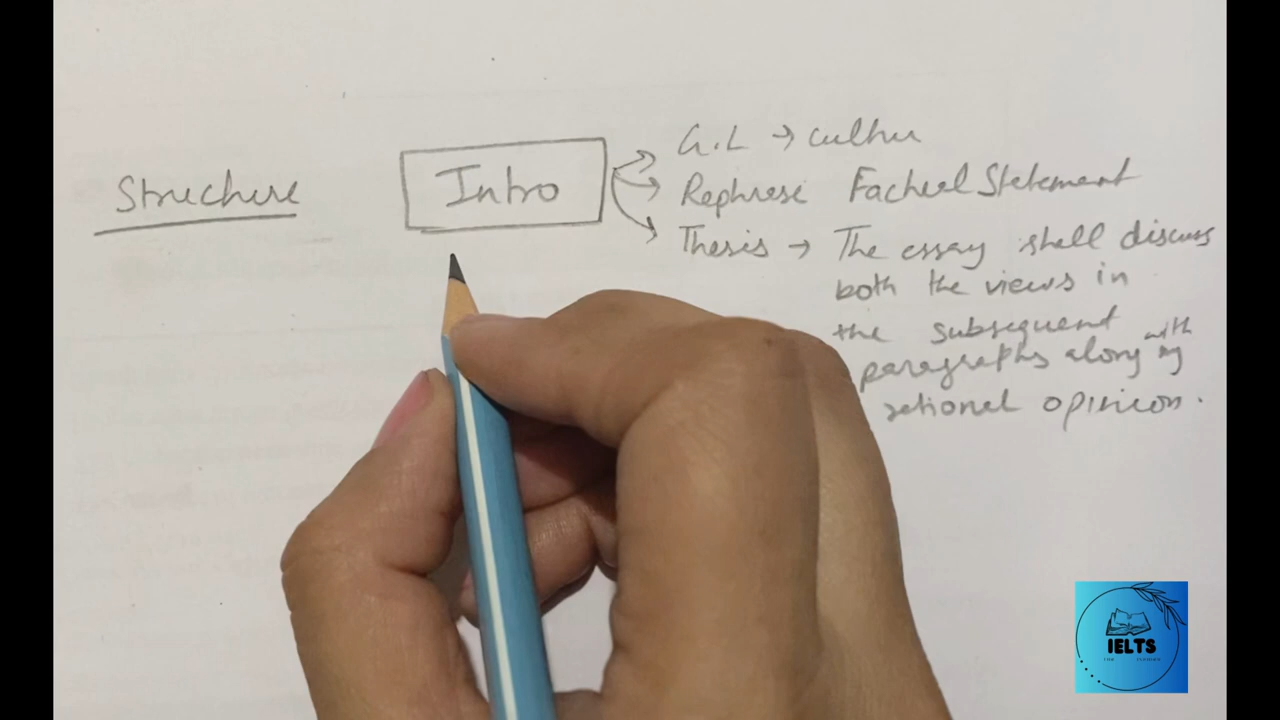 Structure
Intro
G.L → culture
Rephrase Factual Statement
Thesis → The essay shall discuss
both the views in
the subsequent
paragraphs along with my
rational opinion.
IELTS